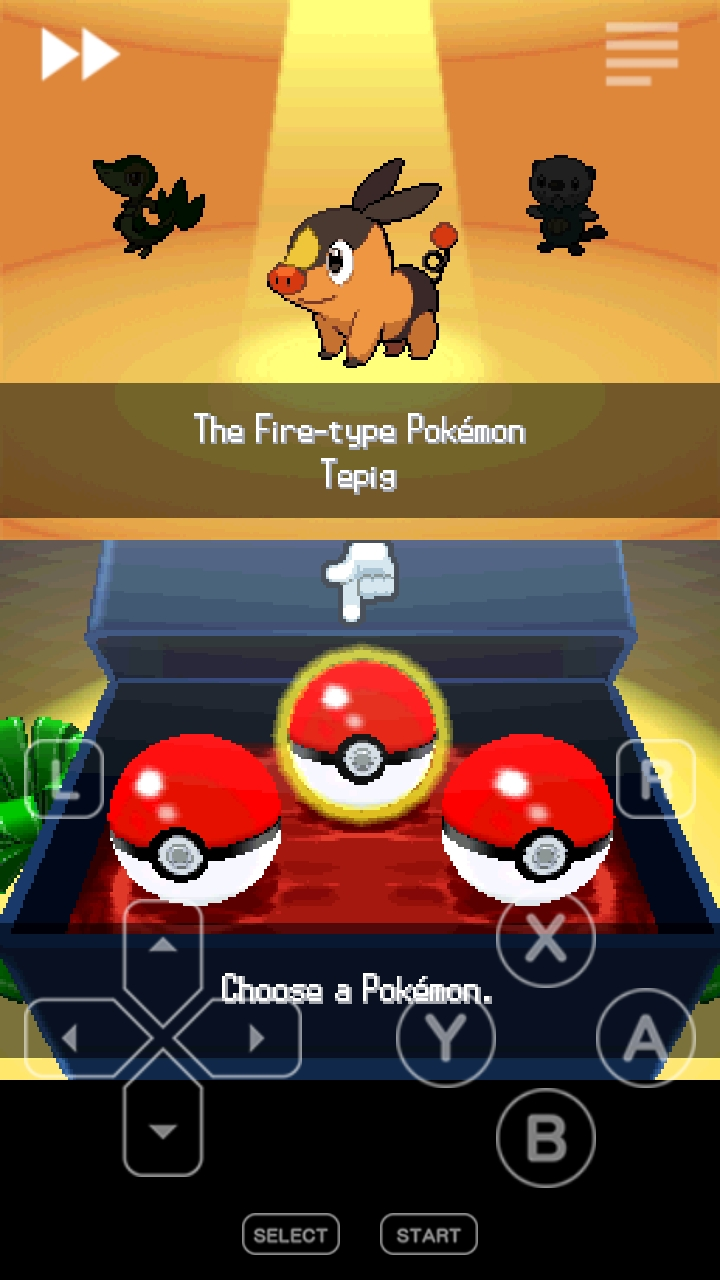 The Fire-type Pokémon
Tepig
L
R
X
Choose a Pokémon.
Y
A
B
SELECT
START